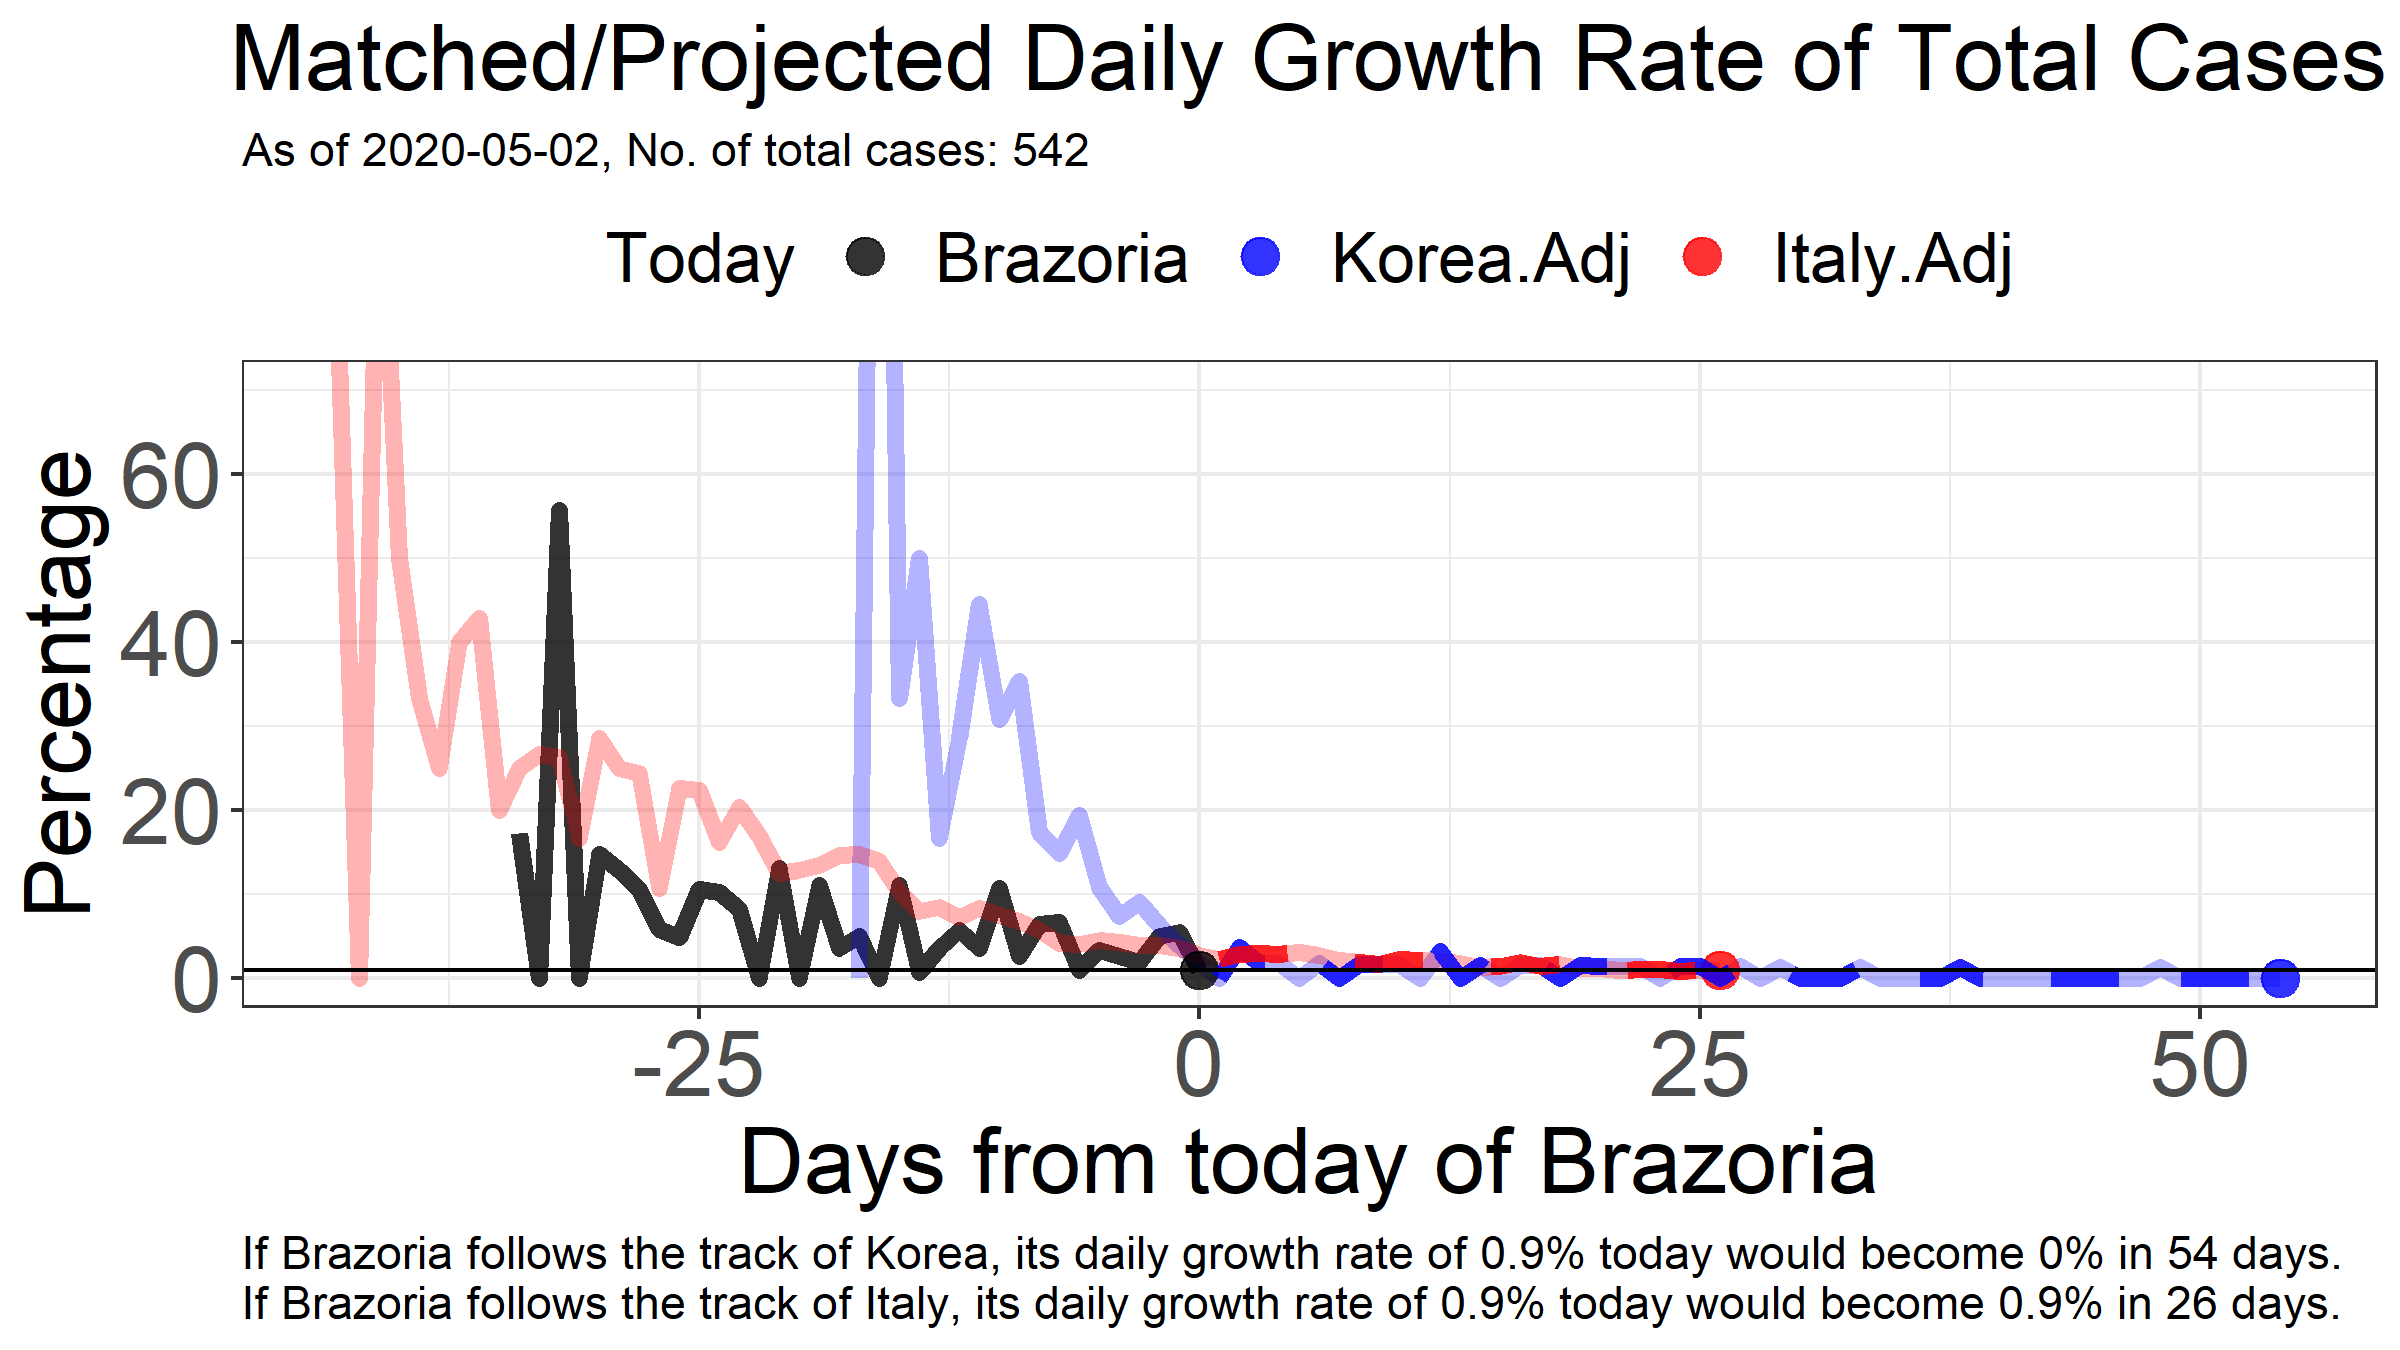 Matched/Projected Daily Growth Rate of Total Cases
As of 2020-05-02, No. of total cases: 542
Today Brazoria Korea.Adj Italy.Adj
Percentage
60
40
20
0
-25 0 25 50
Days from today of Brazoria
If Brazoria follows the track of Korea, its daily growth rate of 0.9% today would become 0% in 54 days.
If Brazoria follows the track of Italy, its daily growth rate of 0.9% today would become 0.9% in 26 days.